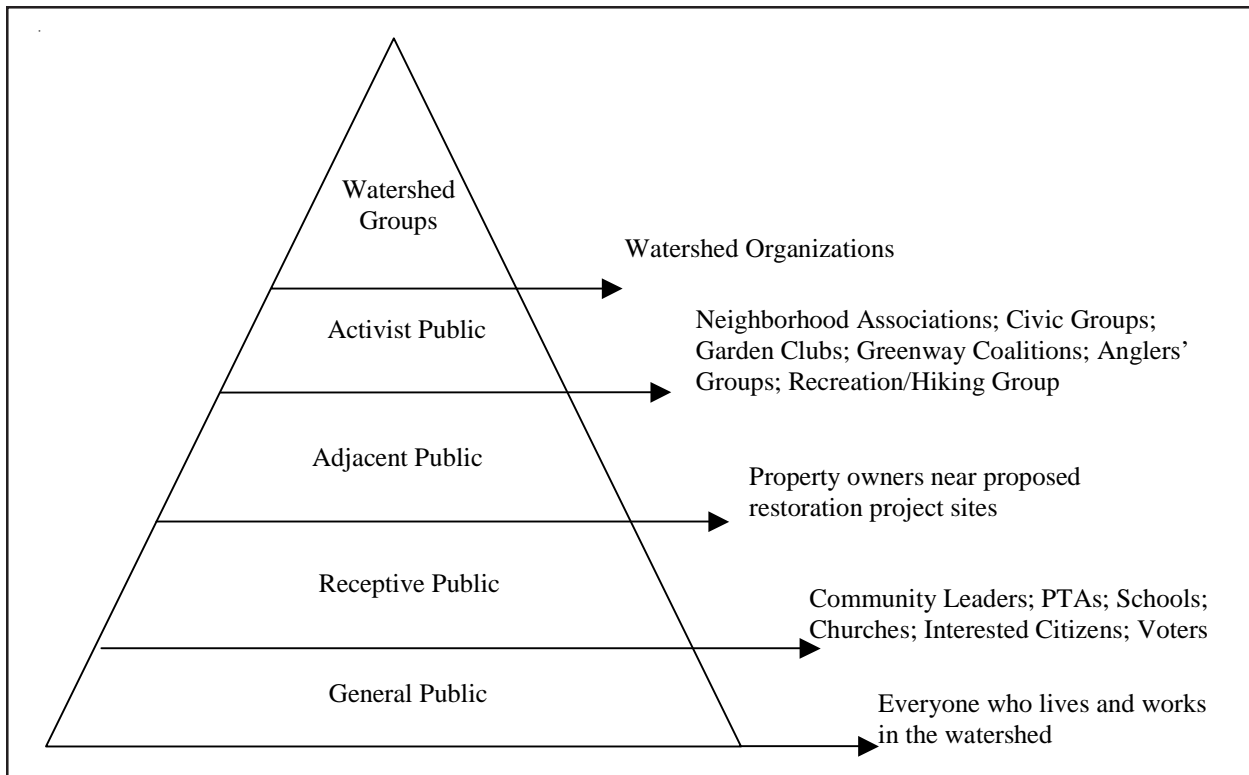 Watershed
Groups
Watershed Organizations
Activist Public
Neighborhood Associations; Civic Groups;
Garden Clubs; Greenway Coalitions; Anglers’
Groups; Recreation/Hiking Group
Adjacent Public
Property owners near proposed
restoration project sites
Receptive Public
Community Leaders; PTAs; Schools;
Churches; Interested Citizens; Voters
General Public
Everyone who lives and works
in the watershed